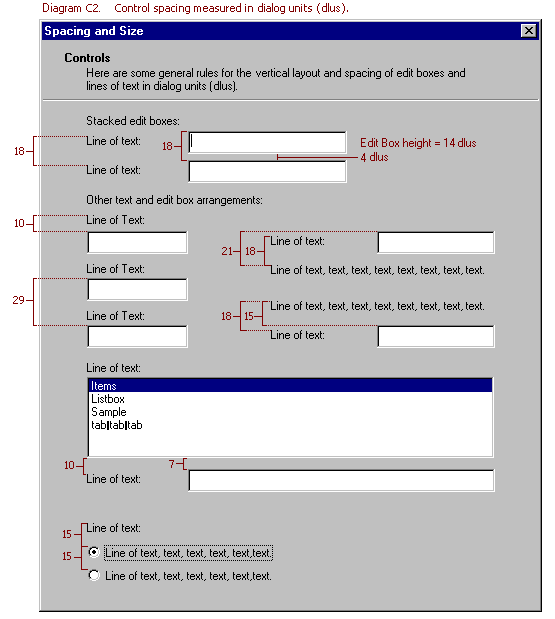 Diagram C2. Control spacing measured in dialog units (dlus).
Spacing and Size
Controls
Here are some general rules for the vertical layout and spacing of edit boxes and
lines of text in dialog units (dlus).
Stacked edit boxes:
Line of text:
18
18
Edit Box height = 14 dlus
4 dlus
Line of text:
Other text and edit box arrangements:
10
Line of Text:
21
18
Line of text:
Line of Text:
Line of text, text, text, text, text, text, text, text.
29
18
15
Line of text, text, text, text, text, text, text, text.
Line of Text:
Line of text:
Line of text:
Items
Listbox
Sample
tab|tab|tab
10
7
Line of text:
15
Line of text:
15
Line of text, text, text, text, text,text.
Line of text, text, text, text, text,text.